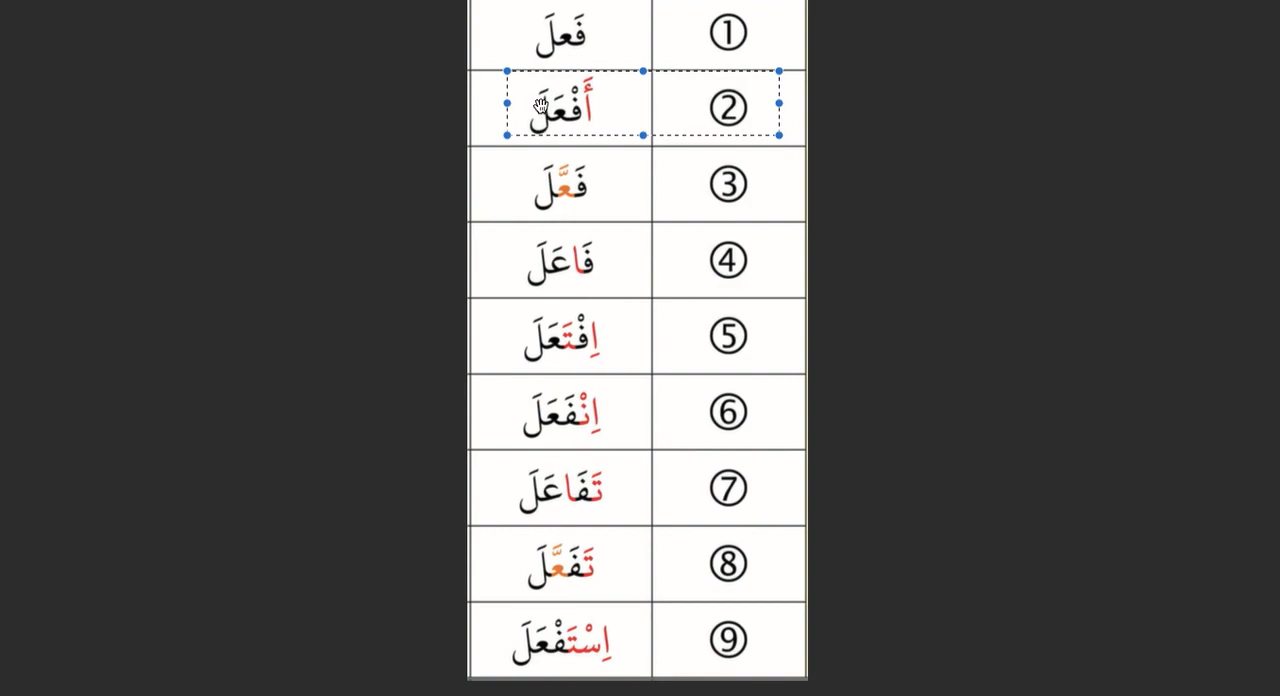 ① فَعلَ
② أَفْعَلَ
③ فَعَّلَ
④ فَاعَلَ
⑤ اِفْتَعَلَ
⑥ اِنْفَعَلَ
⑦ تَفَاعَلَ
⑧ تَفَعَّلَ
⑨ اِسْتَفْعَلَ